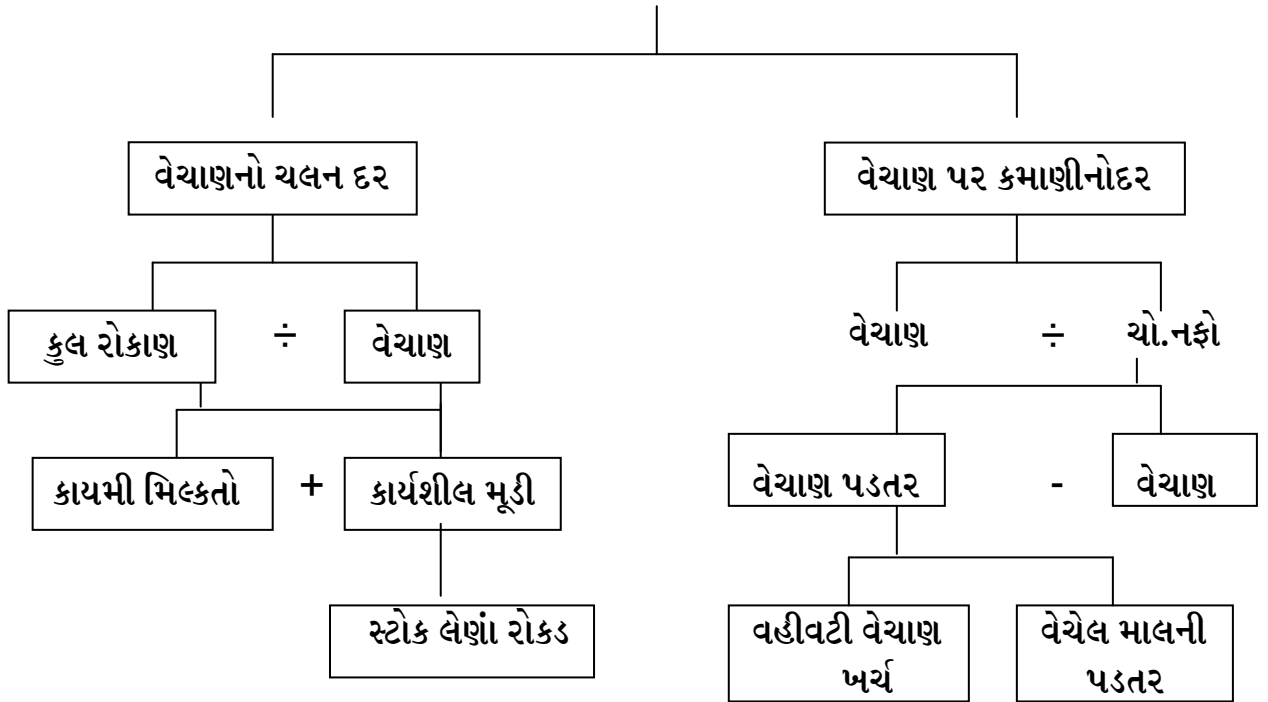 વેચાણનો ચલન દર
વેચાણ પર કમાણીનોદર
કુલ રોકાણ ÷ વેચાણ
વેચાણ ÷ ચો.નફો
કાયમી મિલ્કતો + કાર્યશીલ મૂડી
વેચાણ પડતર - વેચાણ
સ્ટોક લેણાં રોકડ
વહીવટી વેચાણ
ખર્ચ
વેચેલ માલની
પડતર